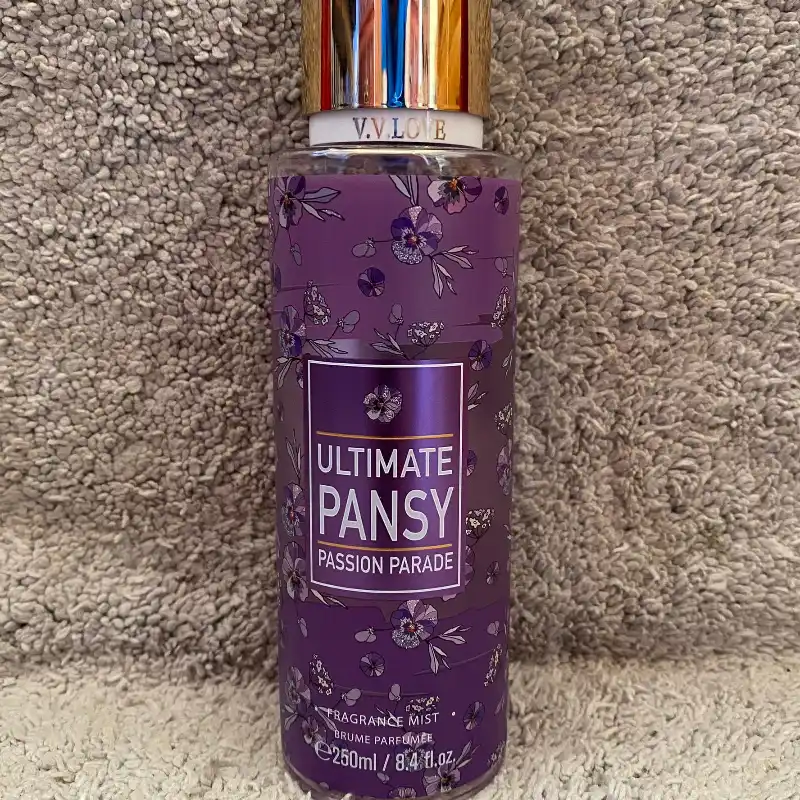 V.V.LOVE
ULTIMATE
PANSY
PASSION PARADE
FRAGRANCE MIST
BRUME PARFUMÉE
℮250ml / 8.4 fl.oz.